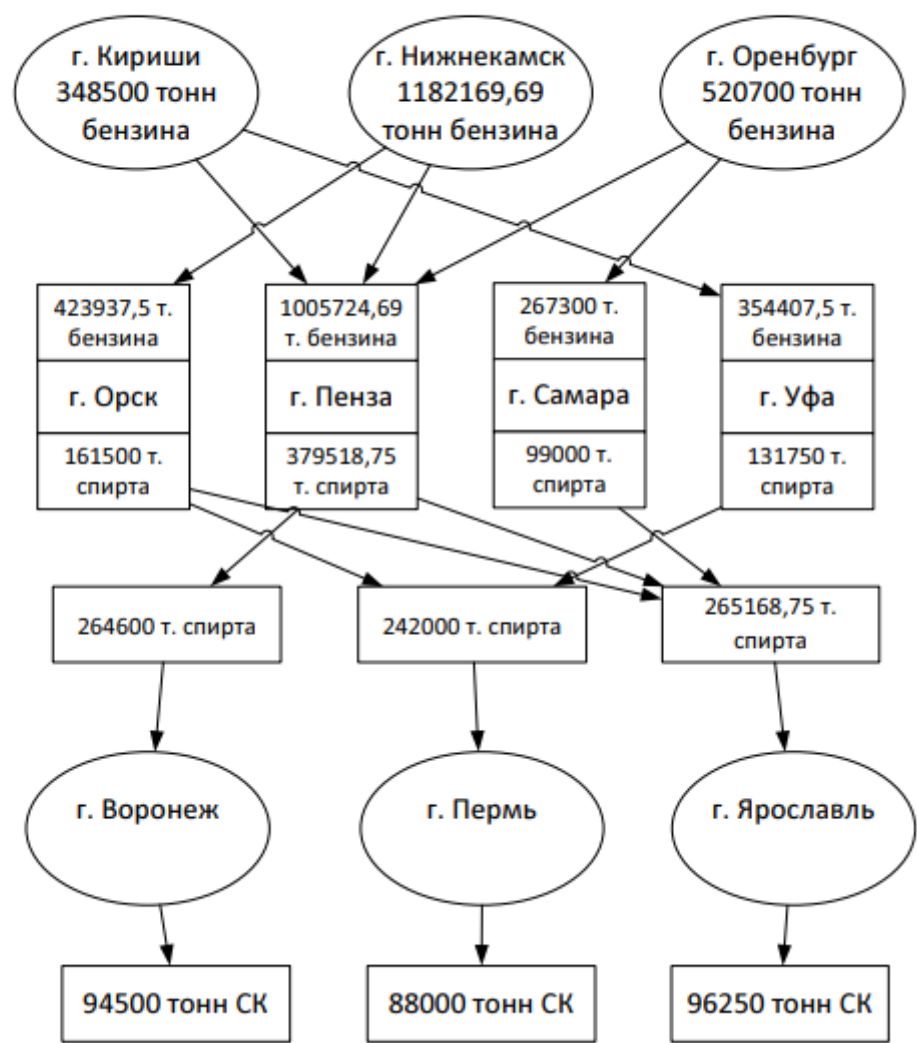 г. Кириши
348500 тонн
бензина
г. Нижнекамск
1182169,69
тонн бензина
г. Оренбург
520700 тонн
бензина
423937,5 т.
бензина
г. Орск
161500 т.
спирта
1005724,69
т. бензина
г. Пенза
379518,75
т. спирта
267300 т.
бензина
г. Самара
99000 т.
спирта
354407,5 т.
бензина
г. Уфа
131750 т.
спирта
264600 т. спирта
242000 т. спирта
265168,75 т.
спирта
г. Воронеж
г. Пермь
г. Ярославль
94500 тонн СК
88000 тонн СК
96250 тонн СК